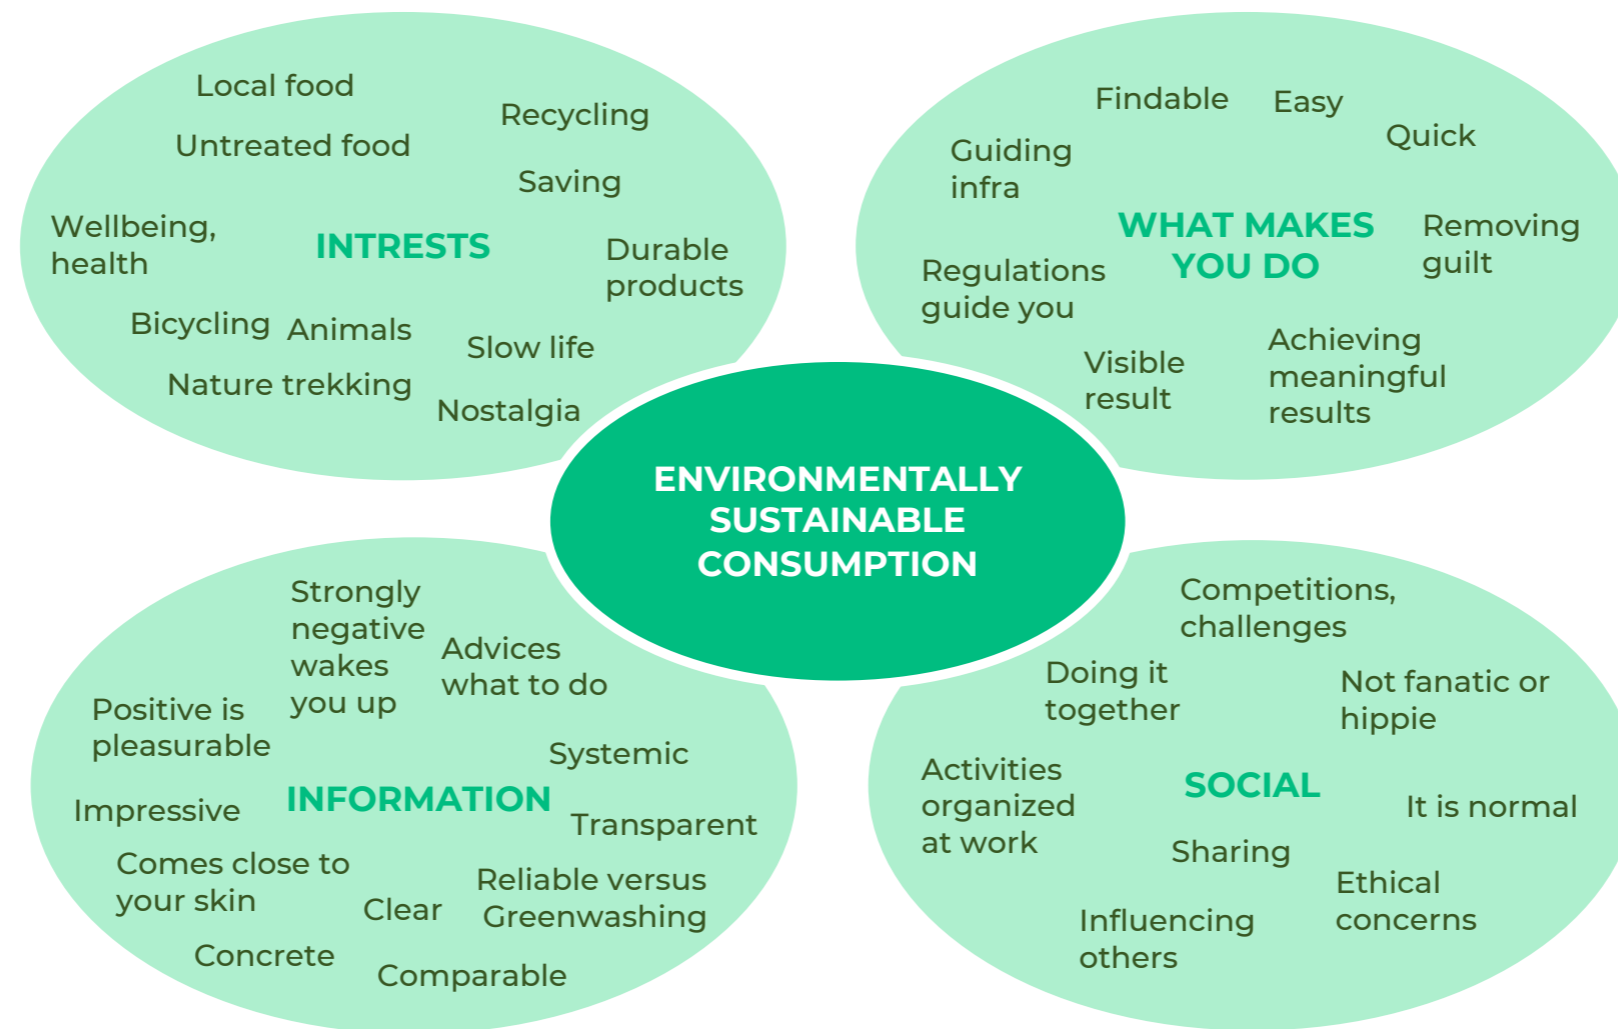 Local food
Recycling
Untreated food
Saving
Wellbeing,
health
INTRESTS
Durable
products
Bicycling
Animals
Slow life
Nature trekking
Nostalgia
Findable
Easy
Quick
Guiding
infra
WHAT MAKES
YOU DO
Removing
guilt
Regulations
guide you
Visible
result
Achieving
meaningful
results
ENVIRONMENTALLY
SUSTAINABLE
CONSUMPTION
Strongly
negative
wakes
you up
Advices
what to do
Positive is
pleasurable
Systemic
INFORMATION
Impressive
Transparent
Comes close to
your skin
Clear
Reliable versus
Greenwashing
Concrete
Comparable
Competitions,
challenges
Doing it
together
Not fanatic or
hippie
Activities
organized
at work
SOCIAL
It is normal
Sharing
Ethical
concerns
Influencing
others